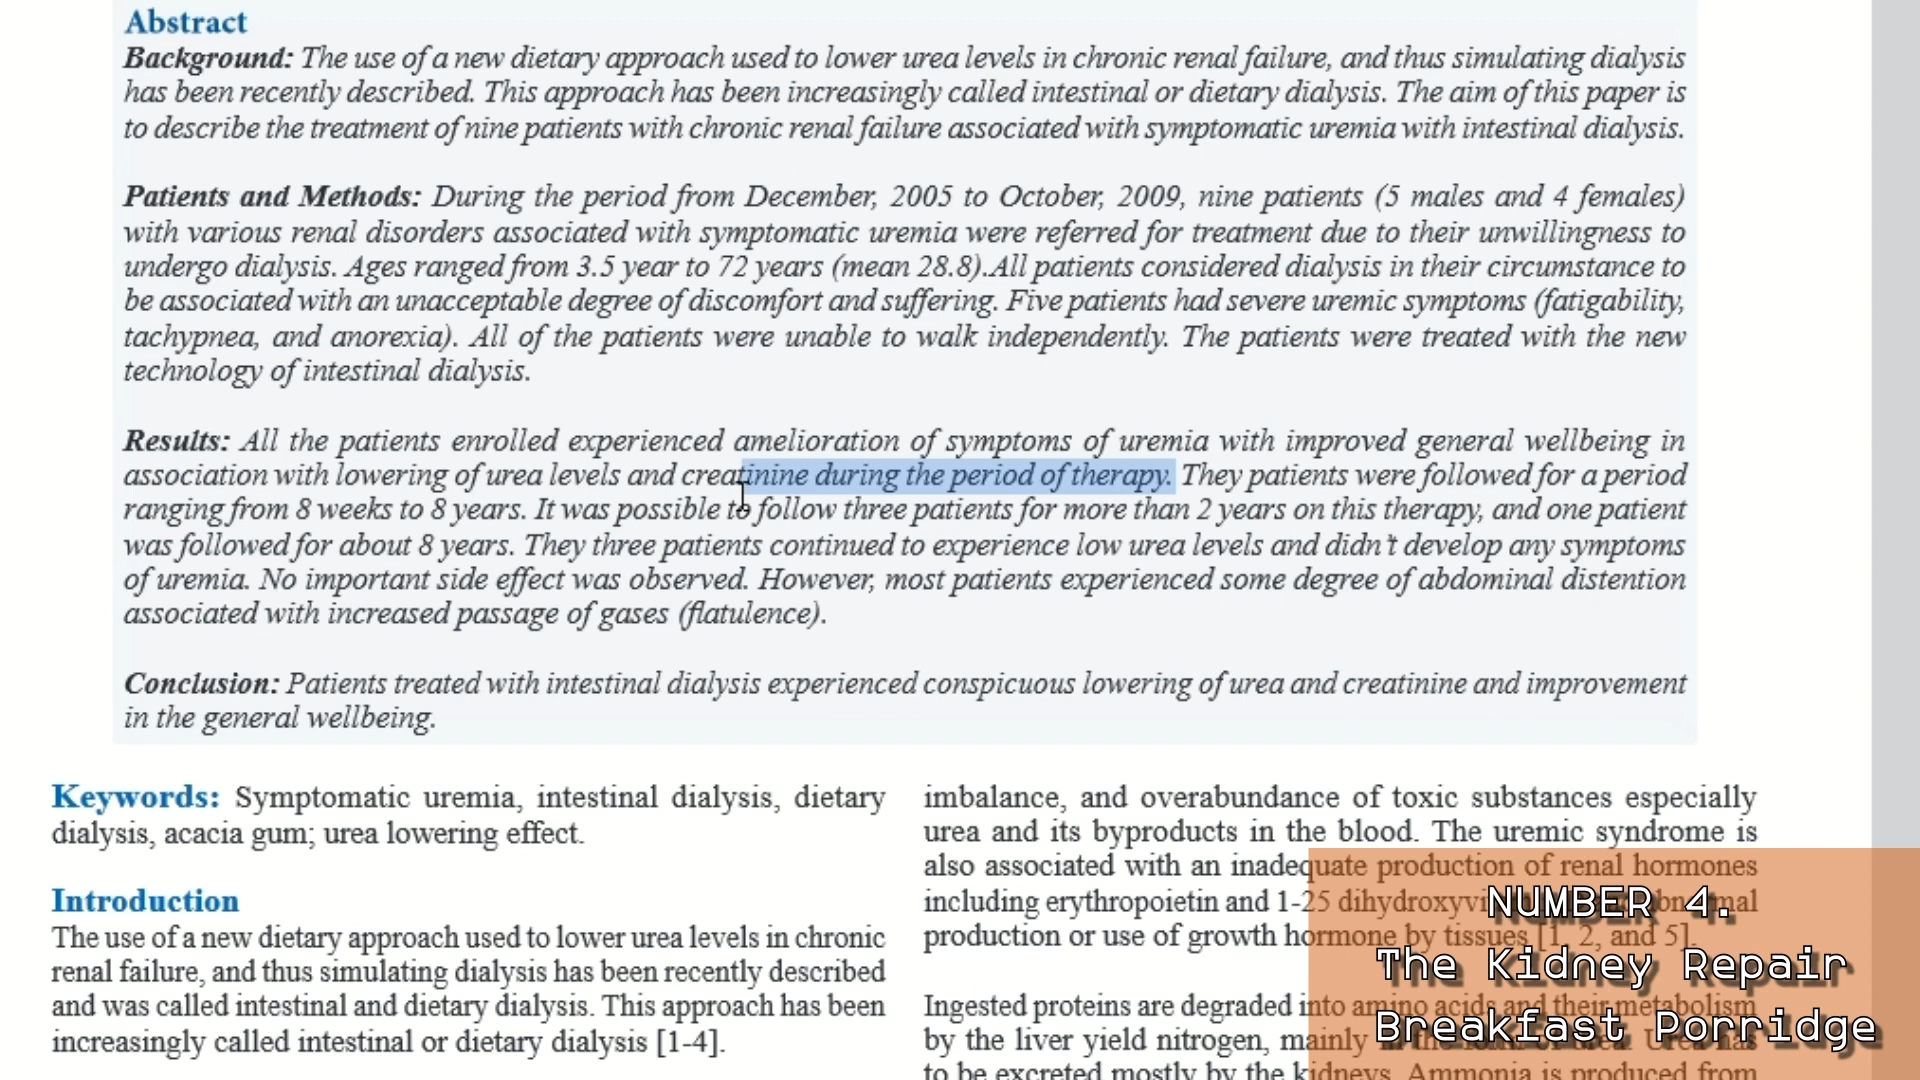 Abstract
Background: The use of a new dietary approach used to lower urea levels in chronic renal failure, and thus simulating dialysis
has been recently described. This approach has been increasingly called intestinal or dietary dialysis. The aim of this paper is
to describe the treatment of nine patients with chronic renal failure associated with symptomatic uremia with intestinal dialysis.
Patients and Methods: During the period from December, 2005 to October, 2009, nine patients (5 males and 4 females)
with various renal disorders associated with symptomatic uremia were referred for treatment due to their unwillingness to
undergo dialysis. Ages ranged from 3.5 year to 72 years (mean 28.8).All patients considered dialysis in their circumstance to
be associated with an unacceptable degree of discomfort and suffering. Five patients had severe uremic symptoms (fatigability,
tachypnea, and anorexia). All of the patients were unable to walk independently. The patients were treated with the new
technology of intestinal dialysis.
Results: All the patients enrolled experienced amelioration of symptoms of uremia with improved general wellbeing in
association with lowering of urea levels and creatinine during the period of therapy. They patients were followed for a period
ranging from 8 weeks to 8 years. It was possible to follow three patients for more than 2 years on this therapy, and one patient
was followed for about 8 years. They three patients continued to experience low urea levels and didn't develop any symptoms
of uremia. No important side effect was observed. However, most patients experienced some degree of abdominal distention
associated with increased passage of gases (flatulence).
Conclusion: Patients treated with intestinal dialysis experienced conspicuous lowering of urea and creatinine and improvement
in the general wellbeing.
Keywords: Symptomatic uremia, intestinal dialysis, dietary
dialysis, acacia gum; urea lowering effect.
Introduction
The use of a new dietary approach used to lower urea levels in chronic
renal failure, and thus simulating dialysis has been recently described
and was called intestinal and dietary dialysis. This approach has been
increasingly called intestinal or dietary dialysis [1-4].
imbalance, and overabundance of toxic substances especially
urea and its byproducts in the blood. The uremic syndrome is
also associated with an inadequate production of renal hormones
including erythropoietin and 1-25
production or use of growth hormone by tissues [1, 2, and 5].
Ingested proteins are degraded into amino acids and their metabolism
by the liver yield nitrogen, mainly
to be excreted mostly by the kidneys. Ammonia is produced from
NUMBER 4.
The Kidney Repair
Breakfast Porridge